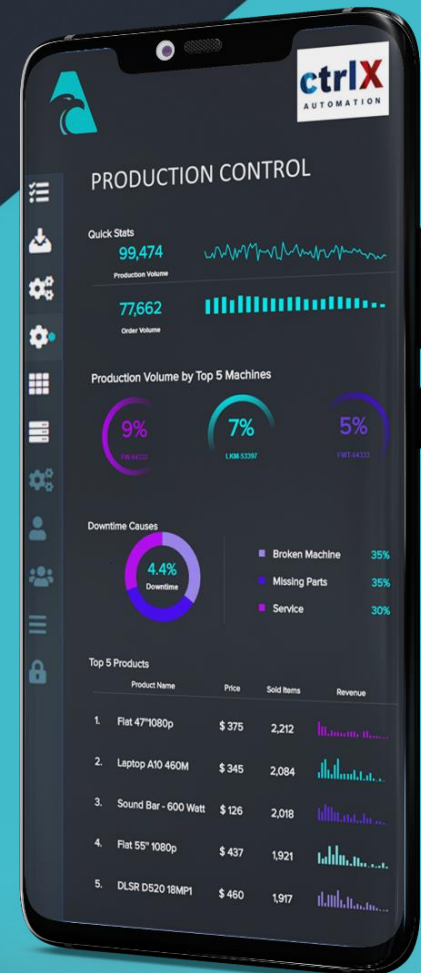 ctrlX
AUTOMATION
PRODUCTION CONTROL
Quick Stats
99,474
Production Volume
77,662
Order Volume
Production Volume by Top 5 Machines
9%
7%
LKM-53397
5%
FWT-64333
Downtime Causes
4.4%
Downtime
Broken Machine 35%
Missing Parts 35%
Service 30%
Top 5 Products
Product Name Price Sold Items Revenue
1. Flat 47"1080p $ 375 2,212
2. Laptop A10 460M $ 345 2,084
3. Sound Bar - 600 Watt $ 126 2,018
4. Flat 55" 1080p $ 437 1,921
5. DLSR D520 18MP1 $ 460 1,917